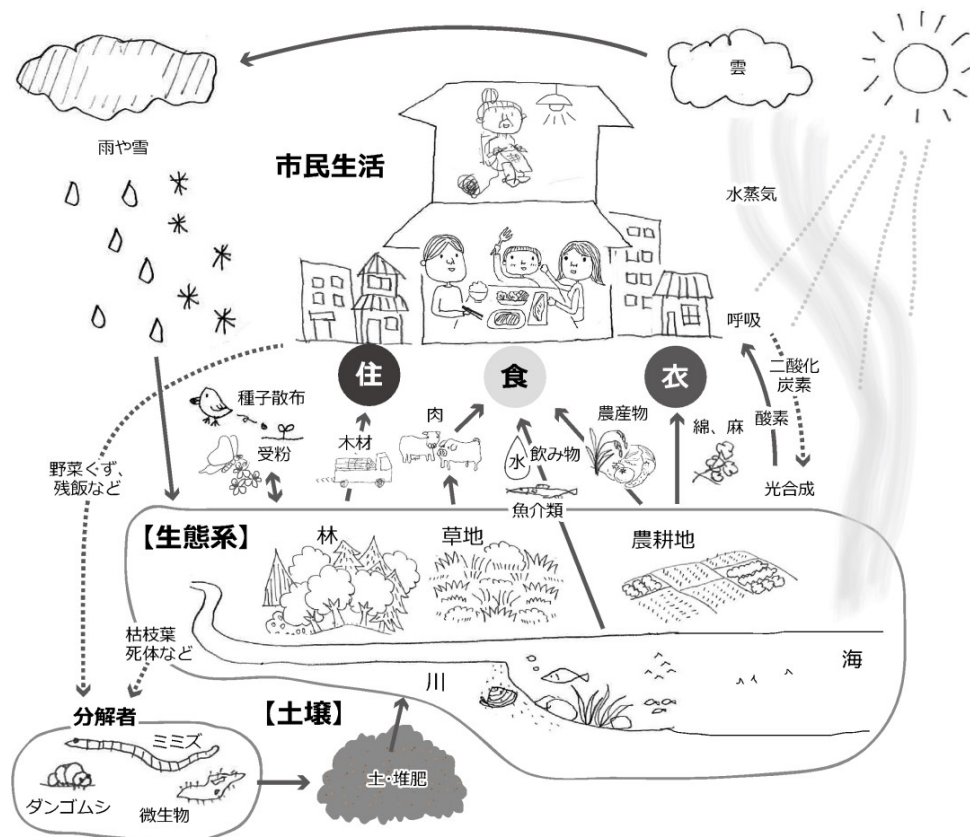 雲
雨や雪
市民生活
水蒸気
呼吸
二酸化
炭素
酸素
光合成
住
食
衣
種子散布
受粉
木材
肉
水
飲み物
魚介類
農産物
綿、麻
野菜くず、
残飯など
【生態系】
林
草地
農耕地
枯枝葉
死体など
川
海
分解者
【土壌】
ミミズ
ダンゴムシ
微生物
土・堆肥